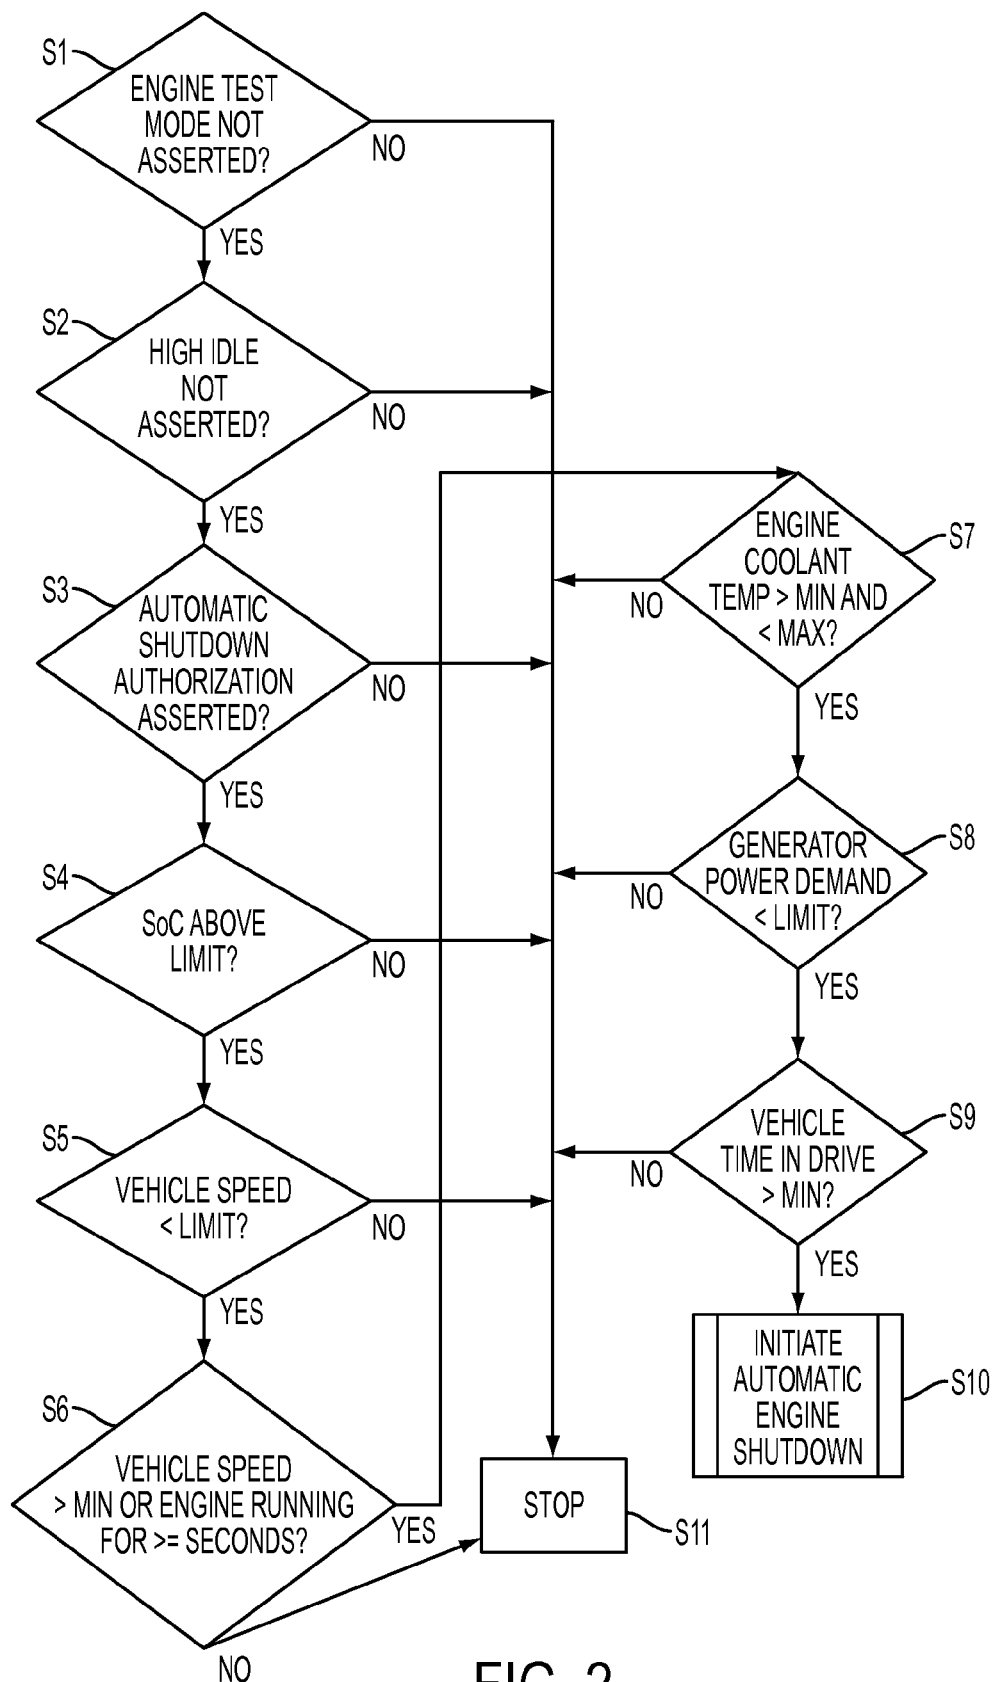 S1
ENGINE TEST
MODE NOT
ASSERTED?
NO
YES
S2
HIGH IDLE
NOT
ASSERTED?
NO
YES
S3
AUTOMATIC
SHUTDOWN
AUTHORIZATION
ASSERTED?
NO
YES
S4
SoC ABOVE
LIMIT?
NO
YES
S5
VEHICLE SPEED
< LIMIT?
NO
YES
S6
VEHICLE SPEED
> MIN OR ENGINE RUNNING
FOR >= SECONDS?
YES
NO
S7
ENGINE
COOLANT
TEMP > MIN AND
< MAX?
NO
YES
S8
GENERATOR
POWER DEMAND
< LIMIT?
NO
YES
S9
VEHICLE
TIME IN DRIVE
> MIN?
NO
YES
INITIATE
AUTOMATIC
ENGINE
SHUTDOWN
S10
STOP
S11
FIG. 2